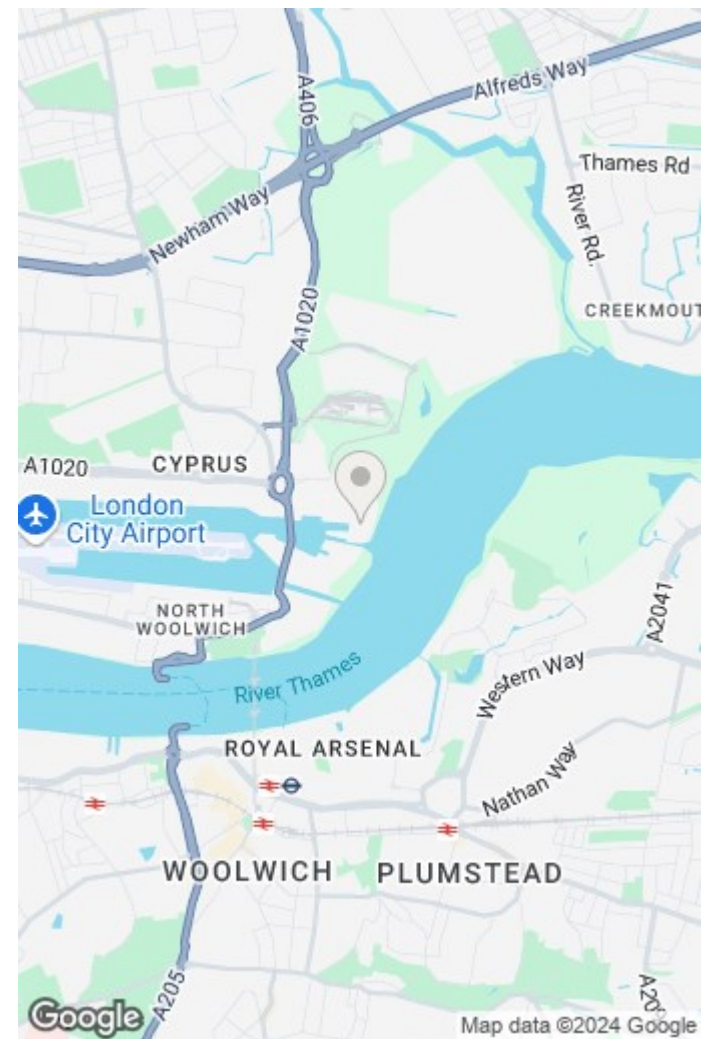 A406
Alfreds Way
Thames Rd
Newham Way
River Rd.
A1020
CREEKMOUT
A1020
CYPRUS
London
City Airport
NORTH
WOOLWICH
A2041
River Thames
Western Way
ROYAL ARSENAL
Nathan Way
WOOLWICH
PLUMSTEAD
A205
A20
Google
Map data ©2024 Google